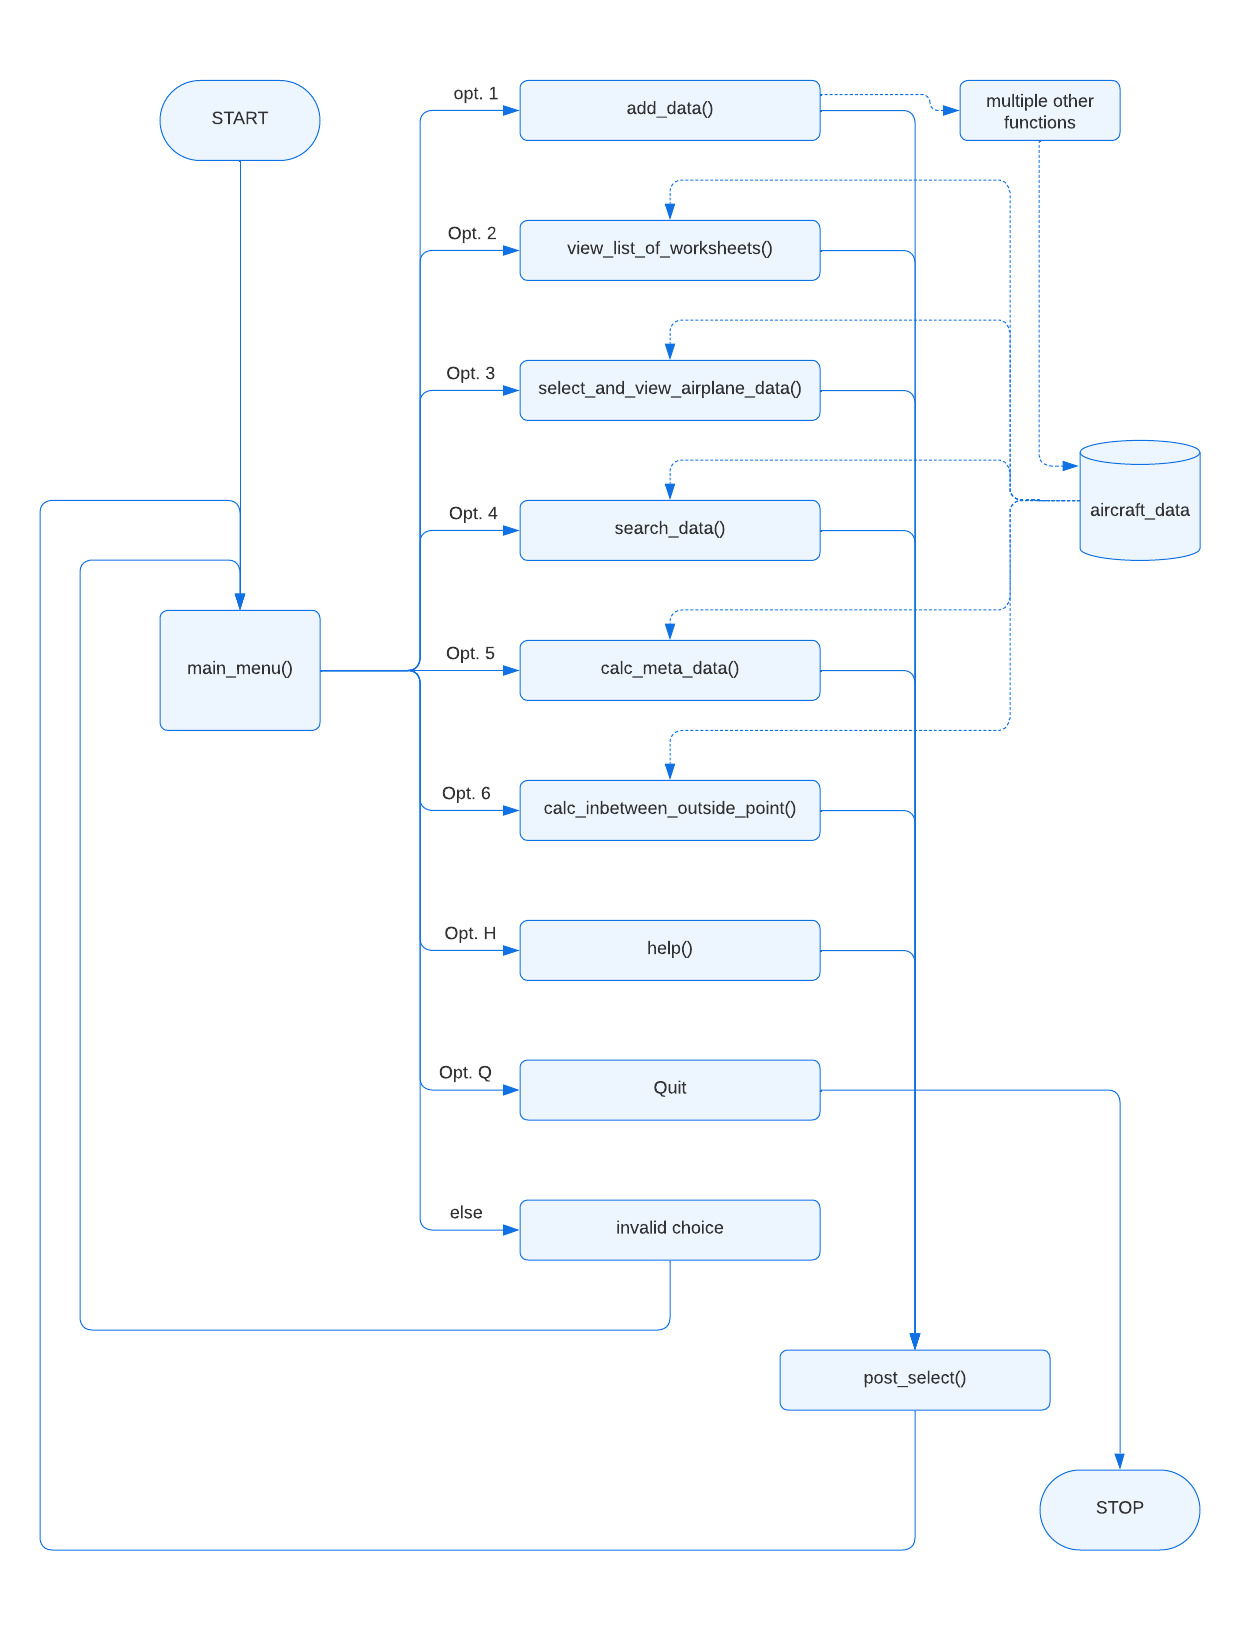 START
opt. 1
add_data()
multiple other
functions
Opt. 2
view_list_of_worksheets()
Opt. 3
select_and_view_airplane_data()
Opt. 4
search_data()
aircraft_data
main_menu()
Opt. 5
calc_meta_data()
Opt. 6
calc_inbetween_outside_point()
Opt. H
help()
Opt. Q
Quit
else
invalid choice
post_select()
STOP